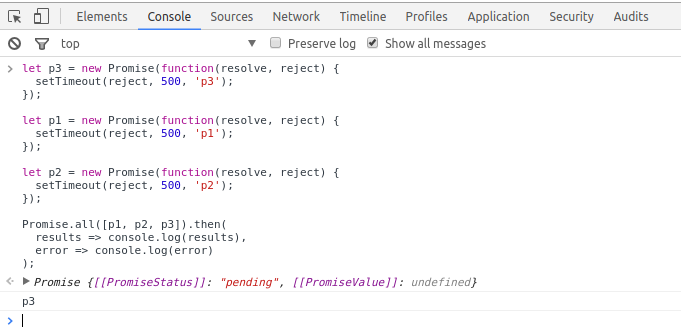 Elements Console Sources Network Timeline Profiles Application Security Audits
top Preserve log Show all messages
let p3 = new Promise(function(resolve, reject) {
  setTimeout(reject, 500, 'p3');
});

let p1 = new Promise(function(resolve, reject) {
  setTimeout(reject, 500, 'p1');
});

let p2 = new Promise(function(resolve, reject) {
  setTimeout(reject, 500, 'p2');
});

Promise.all([p1, p2, p3]).then(
  results => console.log(results),
  error => console.log(error)
);
Promise {[[PromiseStatus]]: "pending", [[PromiseValue]]: undefined}
p3